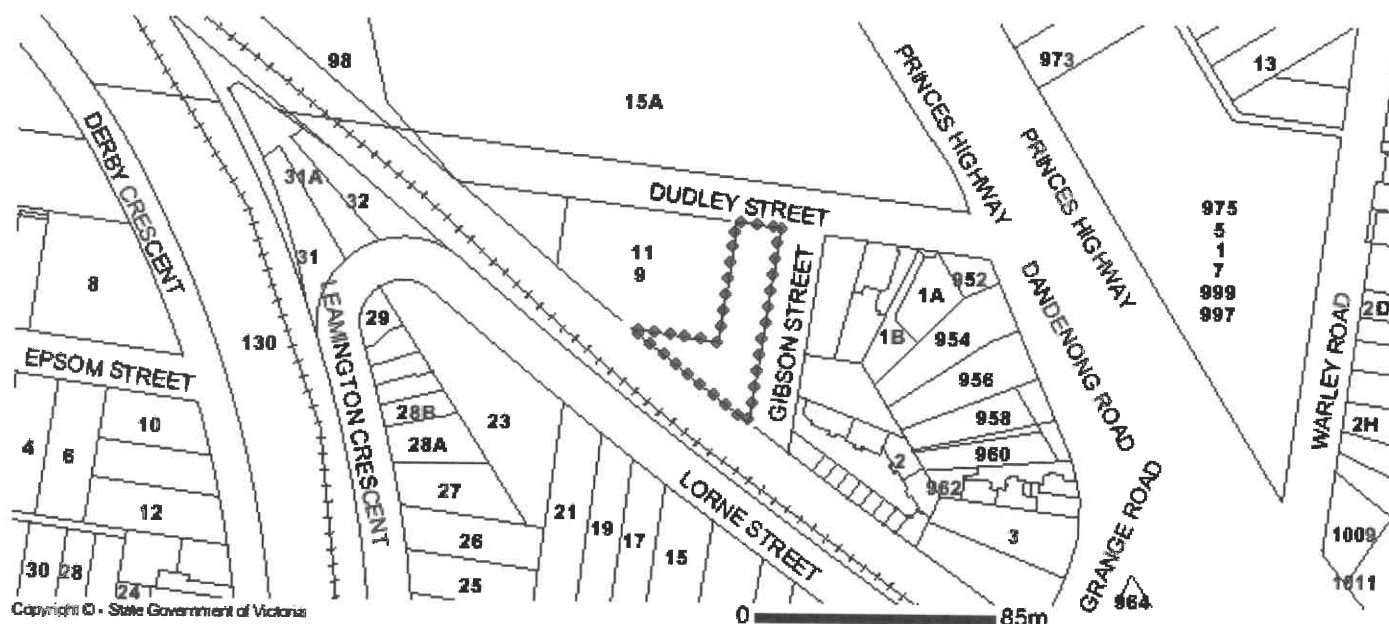 98
15A
973
13
PRINCES HIGHWAY
PRINCES HIGHWAY
DERBY CRESCENT
31A
32
DUDLEY STREET
975
5
1
7
999
997
8
31
11
9
GIBSON STREET
1A
952
DANDENONG ROAD
2D
130
LEAMINGTON CRESCENT
29
1B
954
WARLEY ROAD
EPSOM STREET
956
10
28B
23
958
2H
4
6
28A
960
12
27
LORNE STREET
2
962
GRANGE ROAD
21
19
17
15
26
3
1009
30
28
24
25
964
1011
Copyright © - State Government of Victoria
0
85m